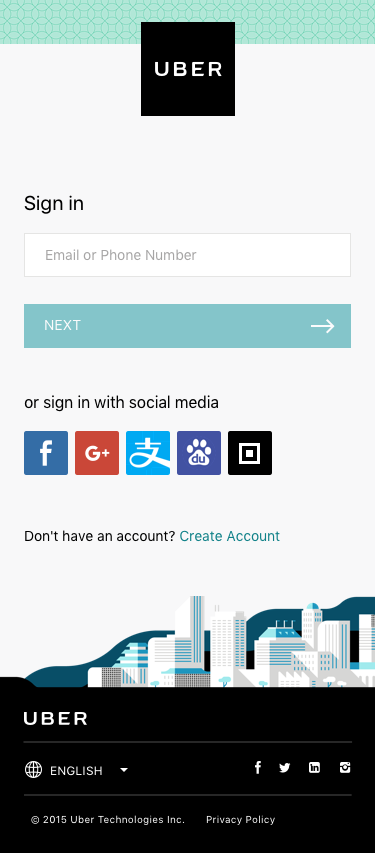 UBER
Sign in
Email or Phone Number
NEXT
or sign in with social media
f G+ 支 du
Don't have an account? Create Account
UBER
ENGLISH
f in
© 2015 Uber Technologies Inc. Privacy Policy